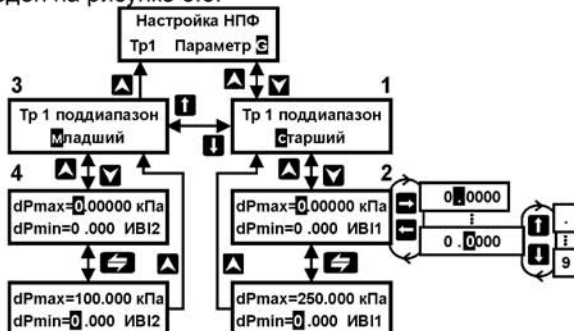 Настройка НПФ
Тр1 Параметр G
3
1
Тр 1 поддиапазон
младший
Тр 1 поддиапазон
старший
4
2
dPmax=0.00000 кПа
dPmin=0 .000 ИВI2
dPmax=0.00000 кПа
dPmin=0 .000 ИВI1
0 .0000
0 .0000
.
9
dPmax=100.000 кПа
dPmin=0 .000 ИВI2
dPmax=250.000 кПа
dPmin=0 .000 ИВI1